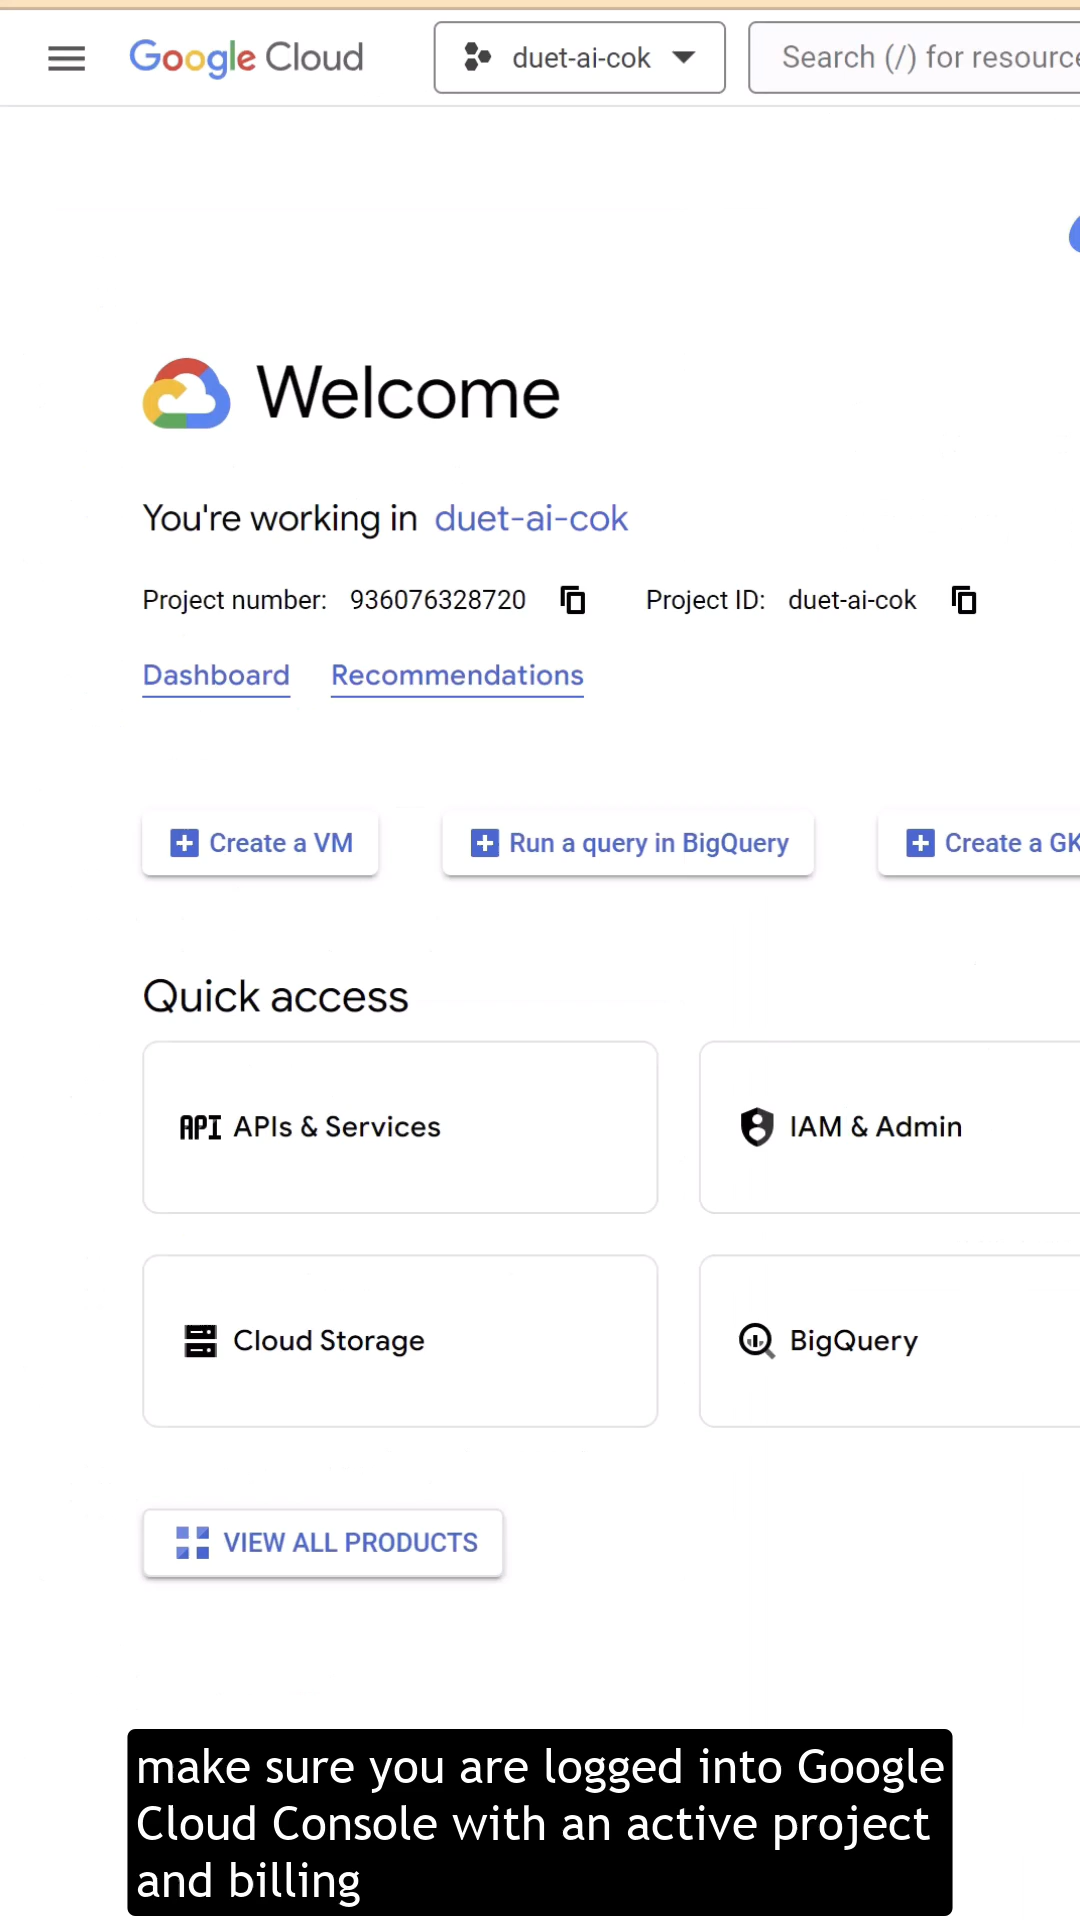 Google Cloud duet-ai-cok Search (/) for resource
Welcome
You're working in duet-ai-cok
Project number: 936076328720 Project ID: duet-ai-cok
Dashboard Recommendations
Create a VM Run a query in BigQuery Create a GK
Quick access
API APIs & Services IAM & Admin
Cloud Storage BigQuery
VIEW ALL PRODUCTS
make sure you are logged into Google
Cloud Console with an active project
and billing